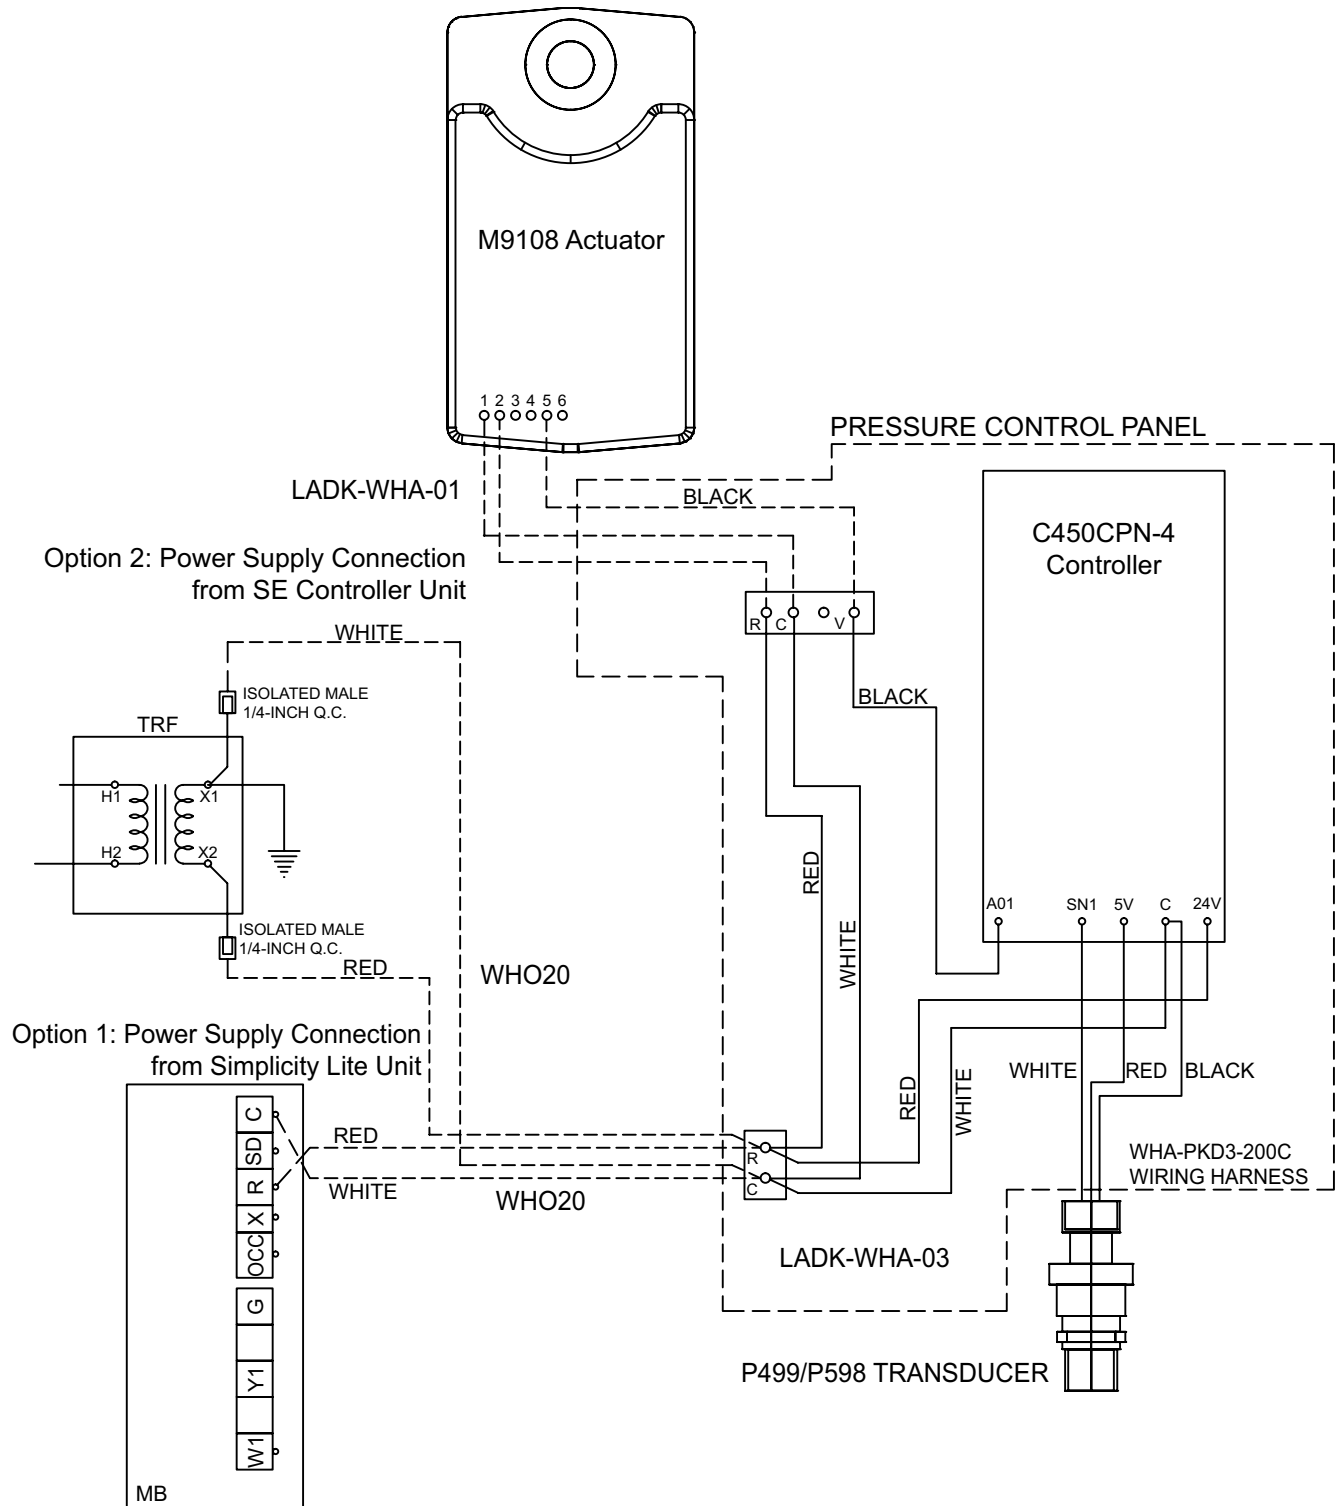 M9108 Actuator
1 2 3 4 5 6
PRESSURE CONTROL PANEL
LADK-WHA-01
BLACK
C450CPN-4
Controller
Option 2: Power Supply Connection
from SE Controller Unit
WHITE
R C V
ISOLATED MALE
1/4-INCH Q.C.
BLACK
TRF
H1 X1
H2 X2
RED
WHITE
A01 SN1 5V C 24V
ISOLATED MALE
1/4-INCH Q.C.
RED
WHO20
Option 1: Power Supply Connection
from Simplicity Lite Unit
WHITE RED BLACK
RED
WHITE
C
SD
R
X
OCC
G
Y1
W1
MB
RED
WHITE
WHO20
R
C
WHA-PKD3-200C
WIRING HARNESS
LADK-WHA-03
P499/P598 TRANSDUCER